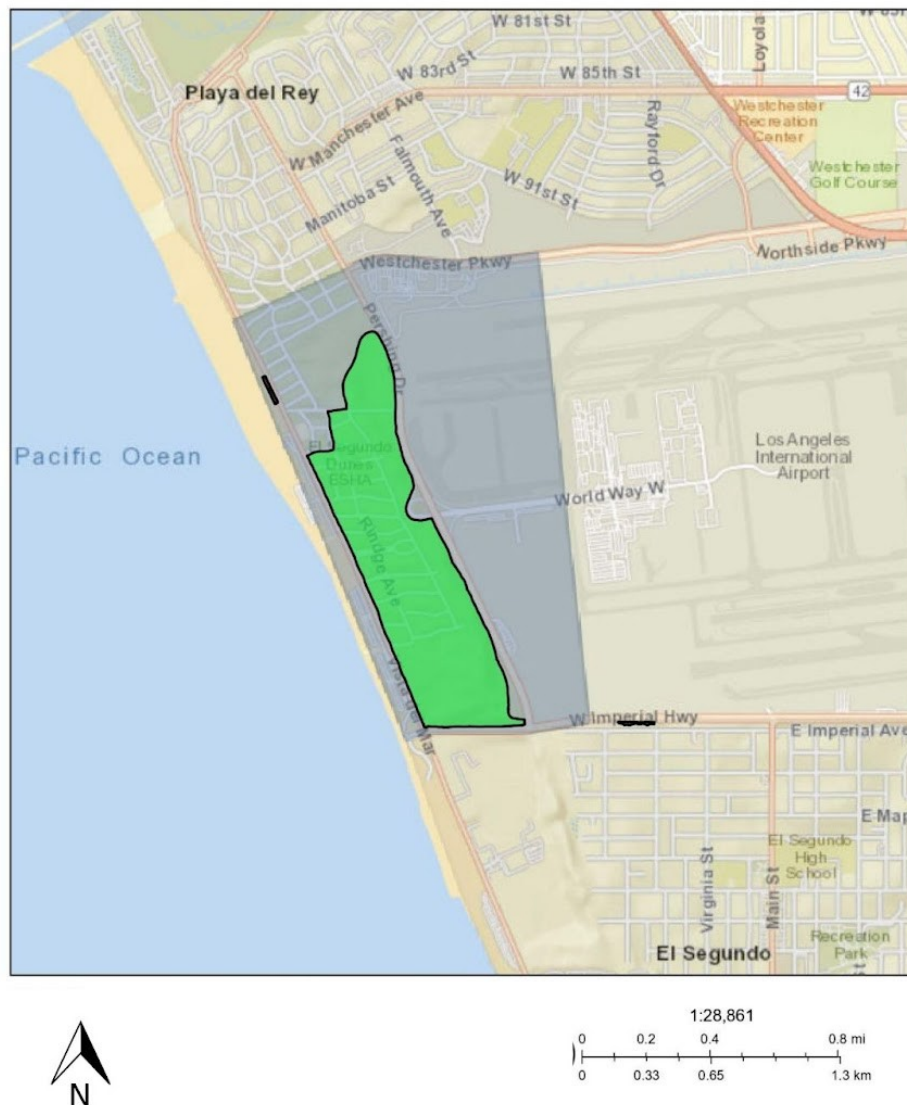 W 81st St
W 83rd St
W 85th St
Loyola
Playa del Rey
42
W Manchester Ave
Falmouth Ave
Rayford Dr
Westchester
Recreation
Center
Manitoba St
W 91st St
Westchester
Golf Course
Westchester Pkwy
Northside Pkwy
Pershing Dr
Pacific Ocean
El Segundo
Dunes
ESHA
Los Angeles
International
Airport
World Way W
Rindge Ave
Vista del Mar
W Imperial Hwy
E Imperial Ave
E Map
El Segundo
High
School
Virginia St
Main St
Recreation
Park
El Segundo
N
1:28,861
0 0.2 0.4 0.8 mi
0 0.33 0.65 1.3 km